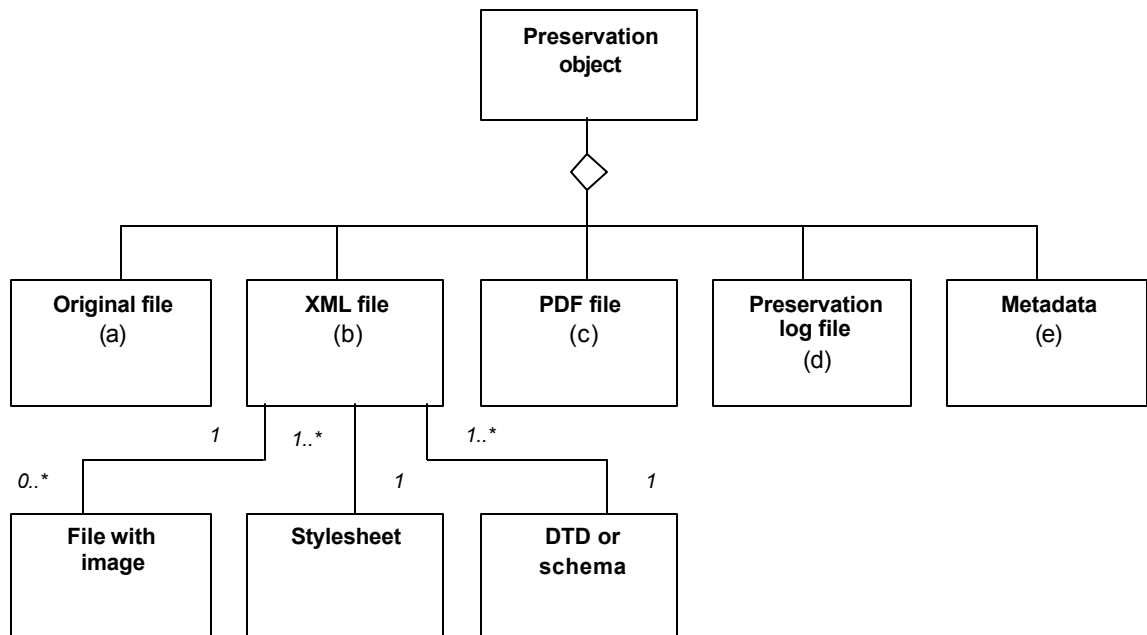 Preservation
object
Original file
(a)
XML file
(b)
PDF file
(c)
Preservation
log file
(d)
Metadata
(e)
1
1..*
1..*
0..*
1
1
File with
image
Stylesheet
DTD or
schema